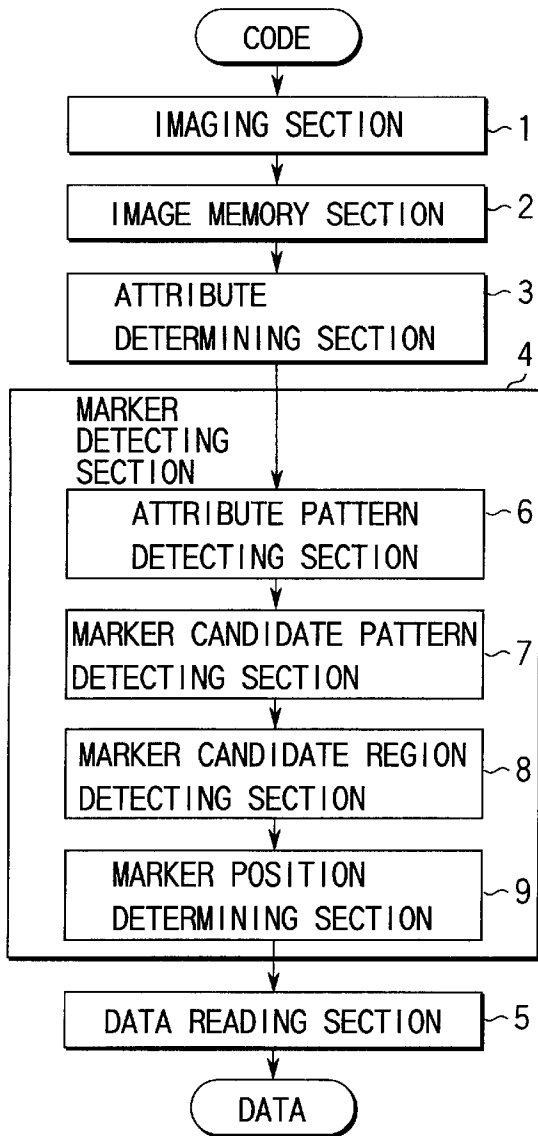 CODE
IMAGING SECTION
1
IMAGE MEMORY SECTION
2
ATTRIBUTE
DETERMINING SECTION
3
4
MARKER
DETECTING
SECTION
ATTRIBUTE PATTERN
DETECTING SECTION
6
MARKER CANDIDATE PATTERN
DETECTING SECTION
7
MARKER CANDIDATE REGION
DETECTING SECTION
8
MARKER POSITION
DETERMINING SECTION
9
DATA READING SECTION
5
DATA